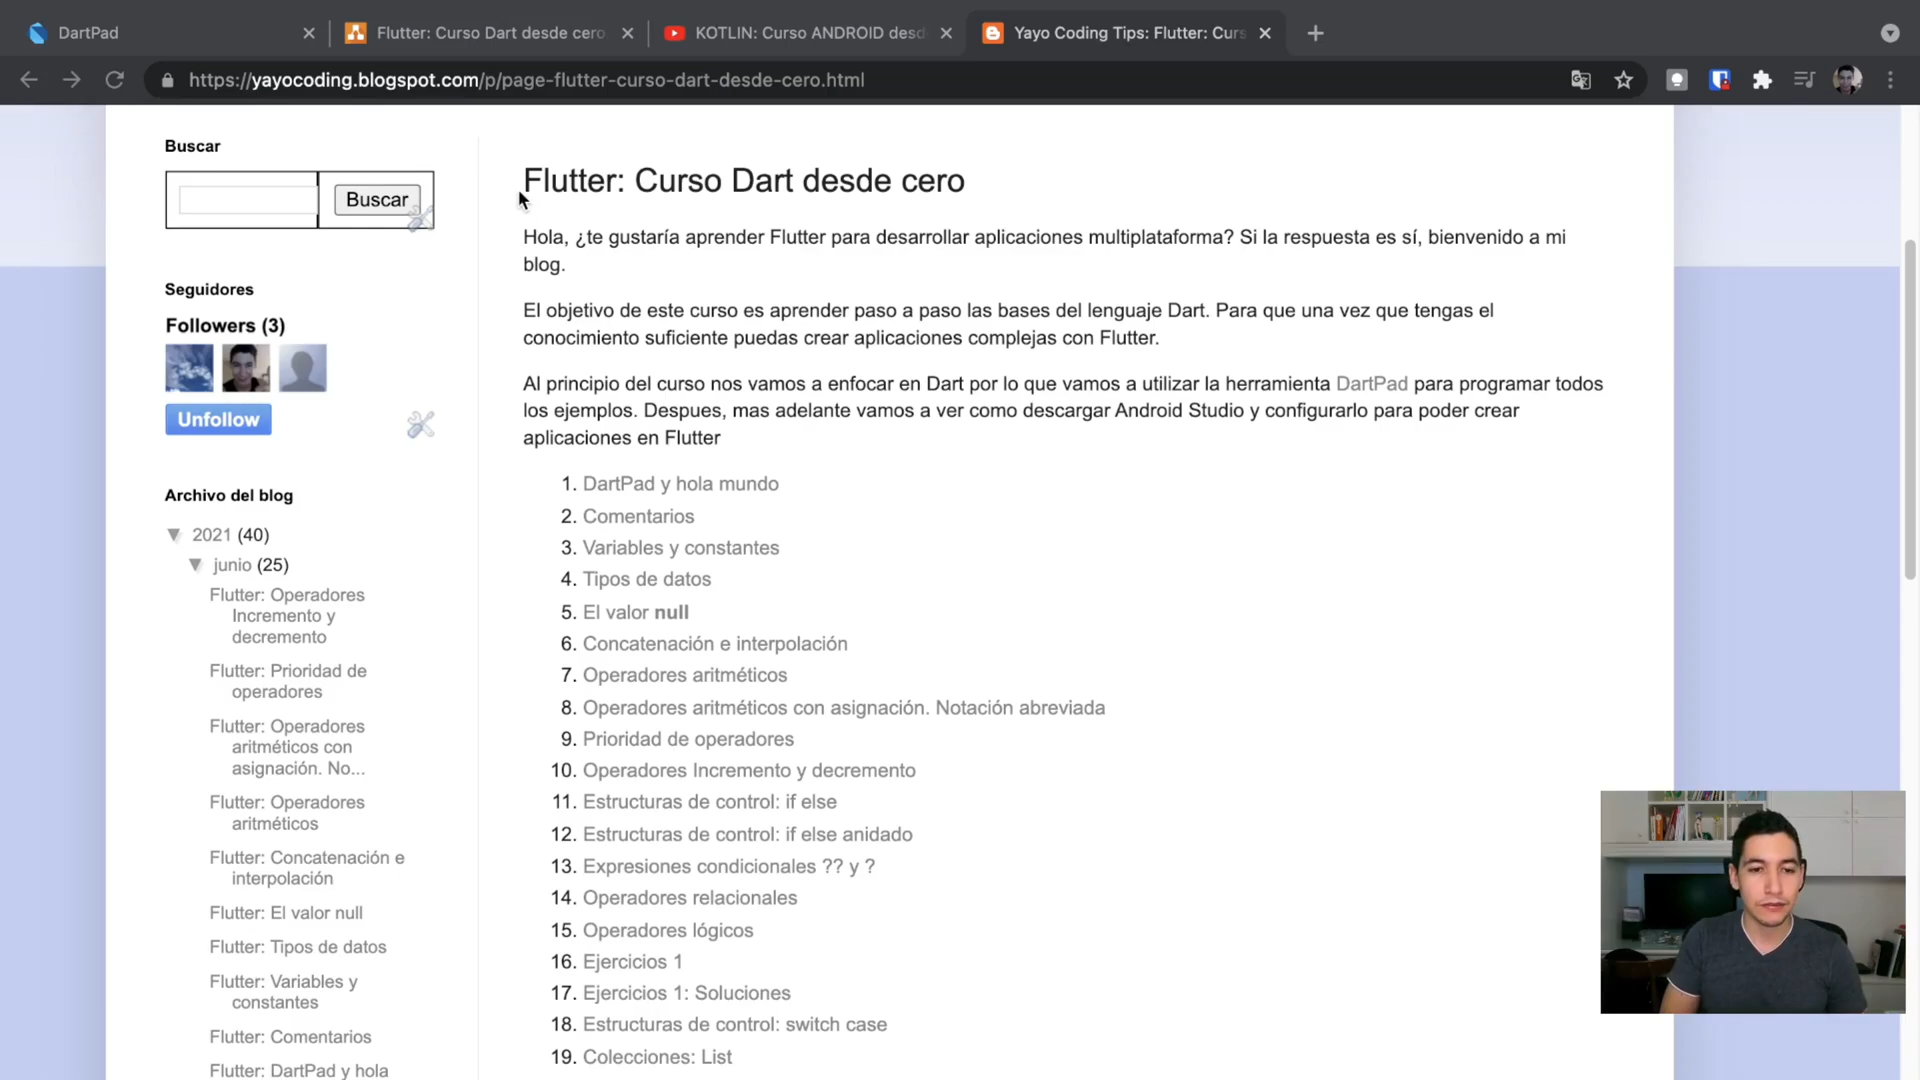 DartPad
Flutter: Curso Dart desde cero
KOTLIN: Curso ANDROID desd
Yayo Coding Tips: Flutter: Curs
https://yayocoding.blogspot.com/p/page-flutter-curso-dart-desde-cero.html
Buscar
Buscar
Seguidores
Followers (3)
Unfollow
Archivo del blog
2021 (40)
junio (25)
Flutter: Operadores
Incremento y
decremento
Flutter: Prioridad de
operadores
Flutter: Operadores
aritméticos con
asignación. No...
Flutter: Operadores
aritméticos
Flutter: Concatenación e
interpolación
Flutter: El valor null
Flutter: Tipos de datos
Flutter: Variables y
constantes
Flutter: Comentarios
Flutter: DartPad y hola
Flutter: Curso Dart desde cero
Hola, ¿te gustaría aprender Flutter para desarrollar aplicaciones multiplataforma? Si la respuesta es sí, bienvenido a mi
blog.
El objetivo de este curso es aprender paso a paso las bases del lenguaje Dart. Para que una vez que tengas el
conocimiento suficiente puedas crear aplicaciones complejas con Flutter.
Al principio del curso nos vamos a enfocar en Dart por lo que vamos a utilizar la herramienta DartPad para programar todos
los ejemplos. Despues, mas adelante vamos a ver como descargar Android Studio y configurarlo para poder crear
aplicaciones en Flutter
1. DartPad y hola mundo
2. Comentarios
3. Variables y constantes
4. Tipos de datos
5. El valor null
6. Concatenación e interpolación
7. Operadores aritméticos
8. Operadores aritméticos con asignación. Notación abreviada
9. Prioridad de operadores
10. Operadores Incremento y decremento
11. Estructuras de control: if else
12. Estructuras de control: if else anidado
13. Expresiones condicionales ?? y ?
14. Operadores relacionales
15. Operadores lógicos
16. Ejercicios 1
17. Ejercicios 1: Soluciones
18. Estructuras de control: switch case
19. Colecciones: List